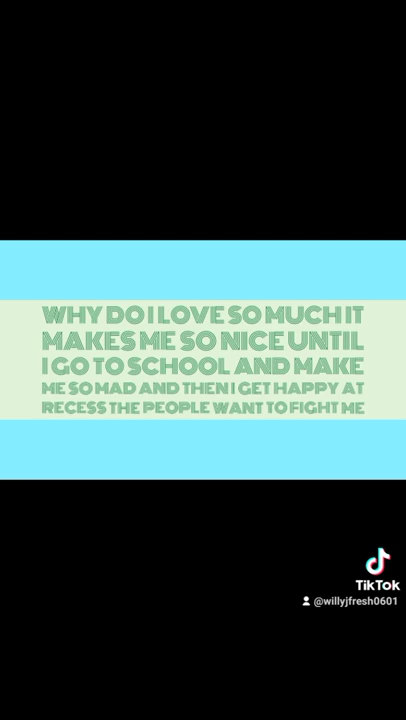 WHY DO I LOVE SO MUCH IT
MAKES ME SO NICE UNTIL
I GO TO SCHOOL AND MAKE
ME SO MAD AND THEN I GET HAPPY AT
RECESS THE PEOPLE WANT TO FIGHT ME
TikTok
@willyjfresh0601